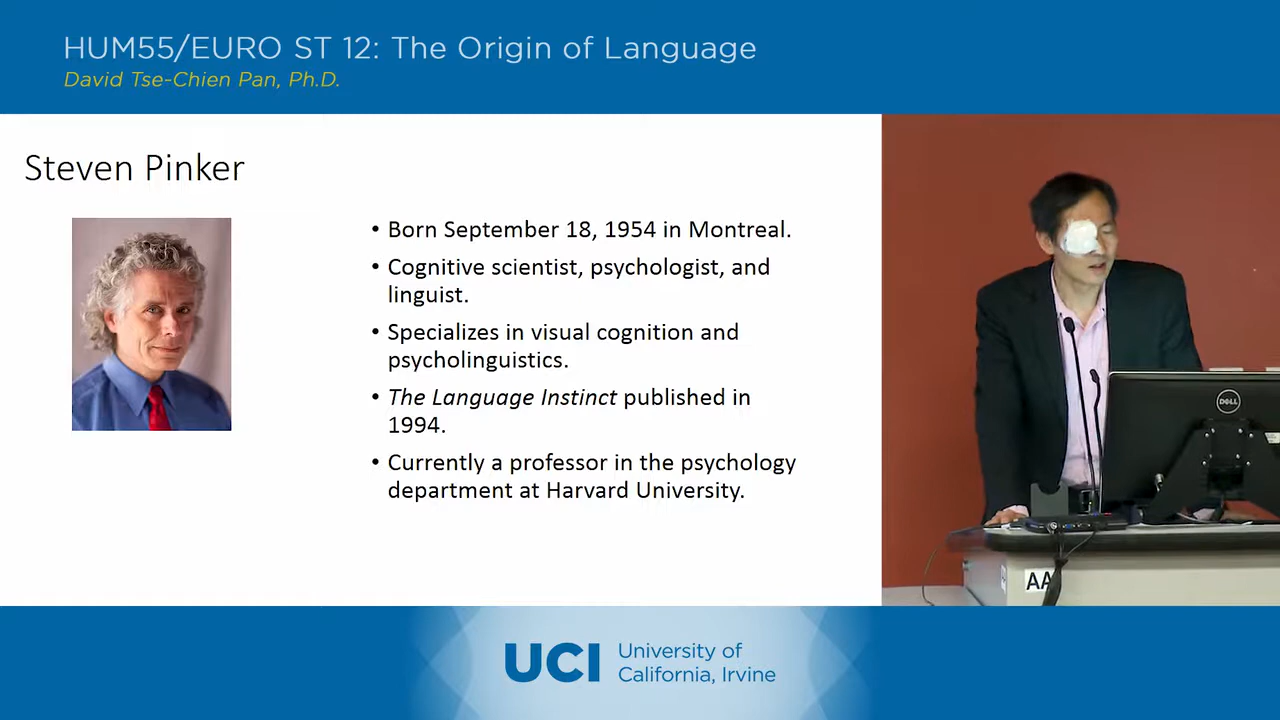 HUM55/EURO ST 12: The Origin of Language
David Tse-Chien Pan, Ph.D.
Steven Pinker
• Born September 18, 1954 in Montreal.
• Cognitive scientist, psychologist, and
linguist.
• Specializes in visual cognition and
psycholinguistics.
• The Language Instinct published in
1994.
• Currently a professor in the psychology
department at Harvard University.
DELL
AA
UCI
University of
California, Irvine